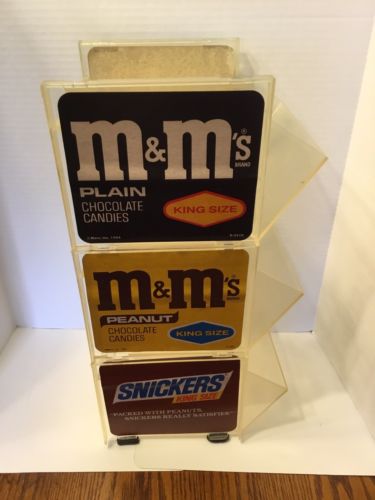 m&m's®
BRAND
PLAIN
CHOCOLATE
CANDIES
KING SIZE
m&m's
BRAND
PEANUT
CHOCOLATE
CANDIES
KING SIZE
SNICKERS
KING SIZE
"PACKED WITH PEANUTS,
SNICKERS REALLY SATISFIES"